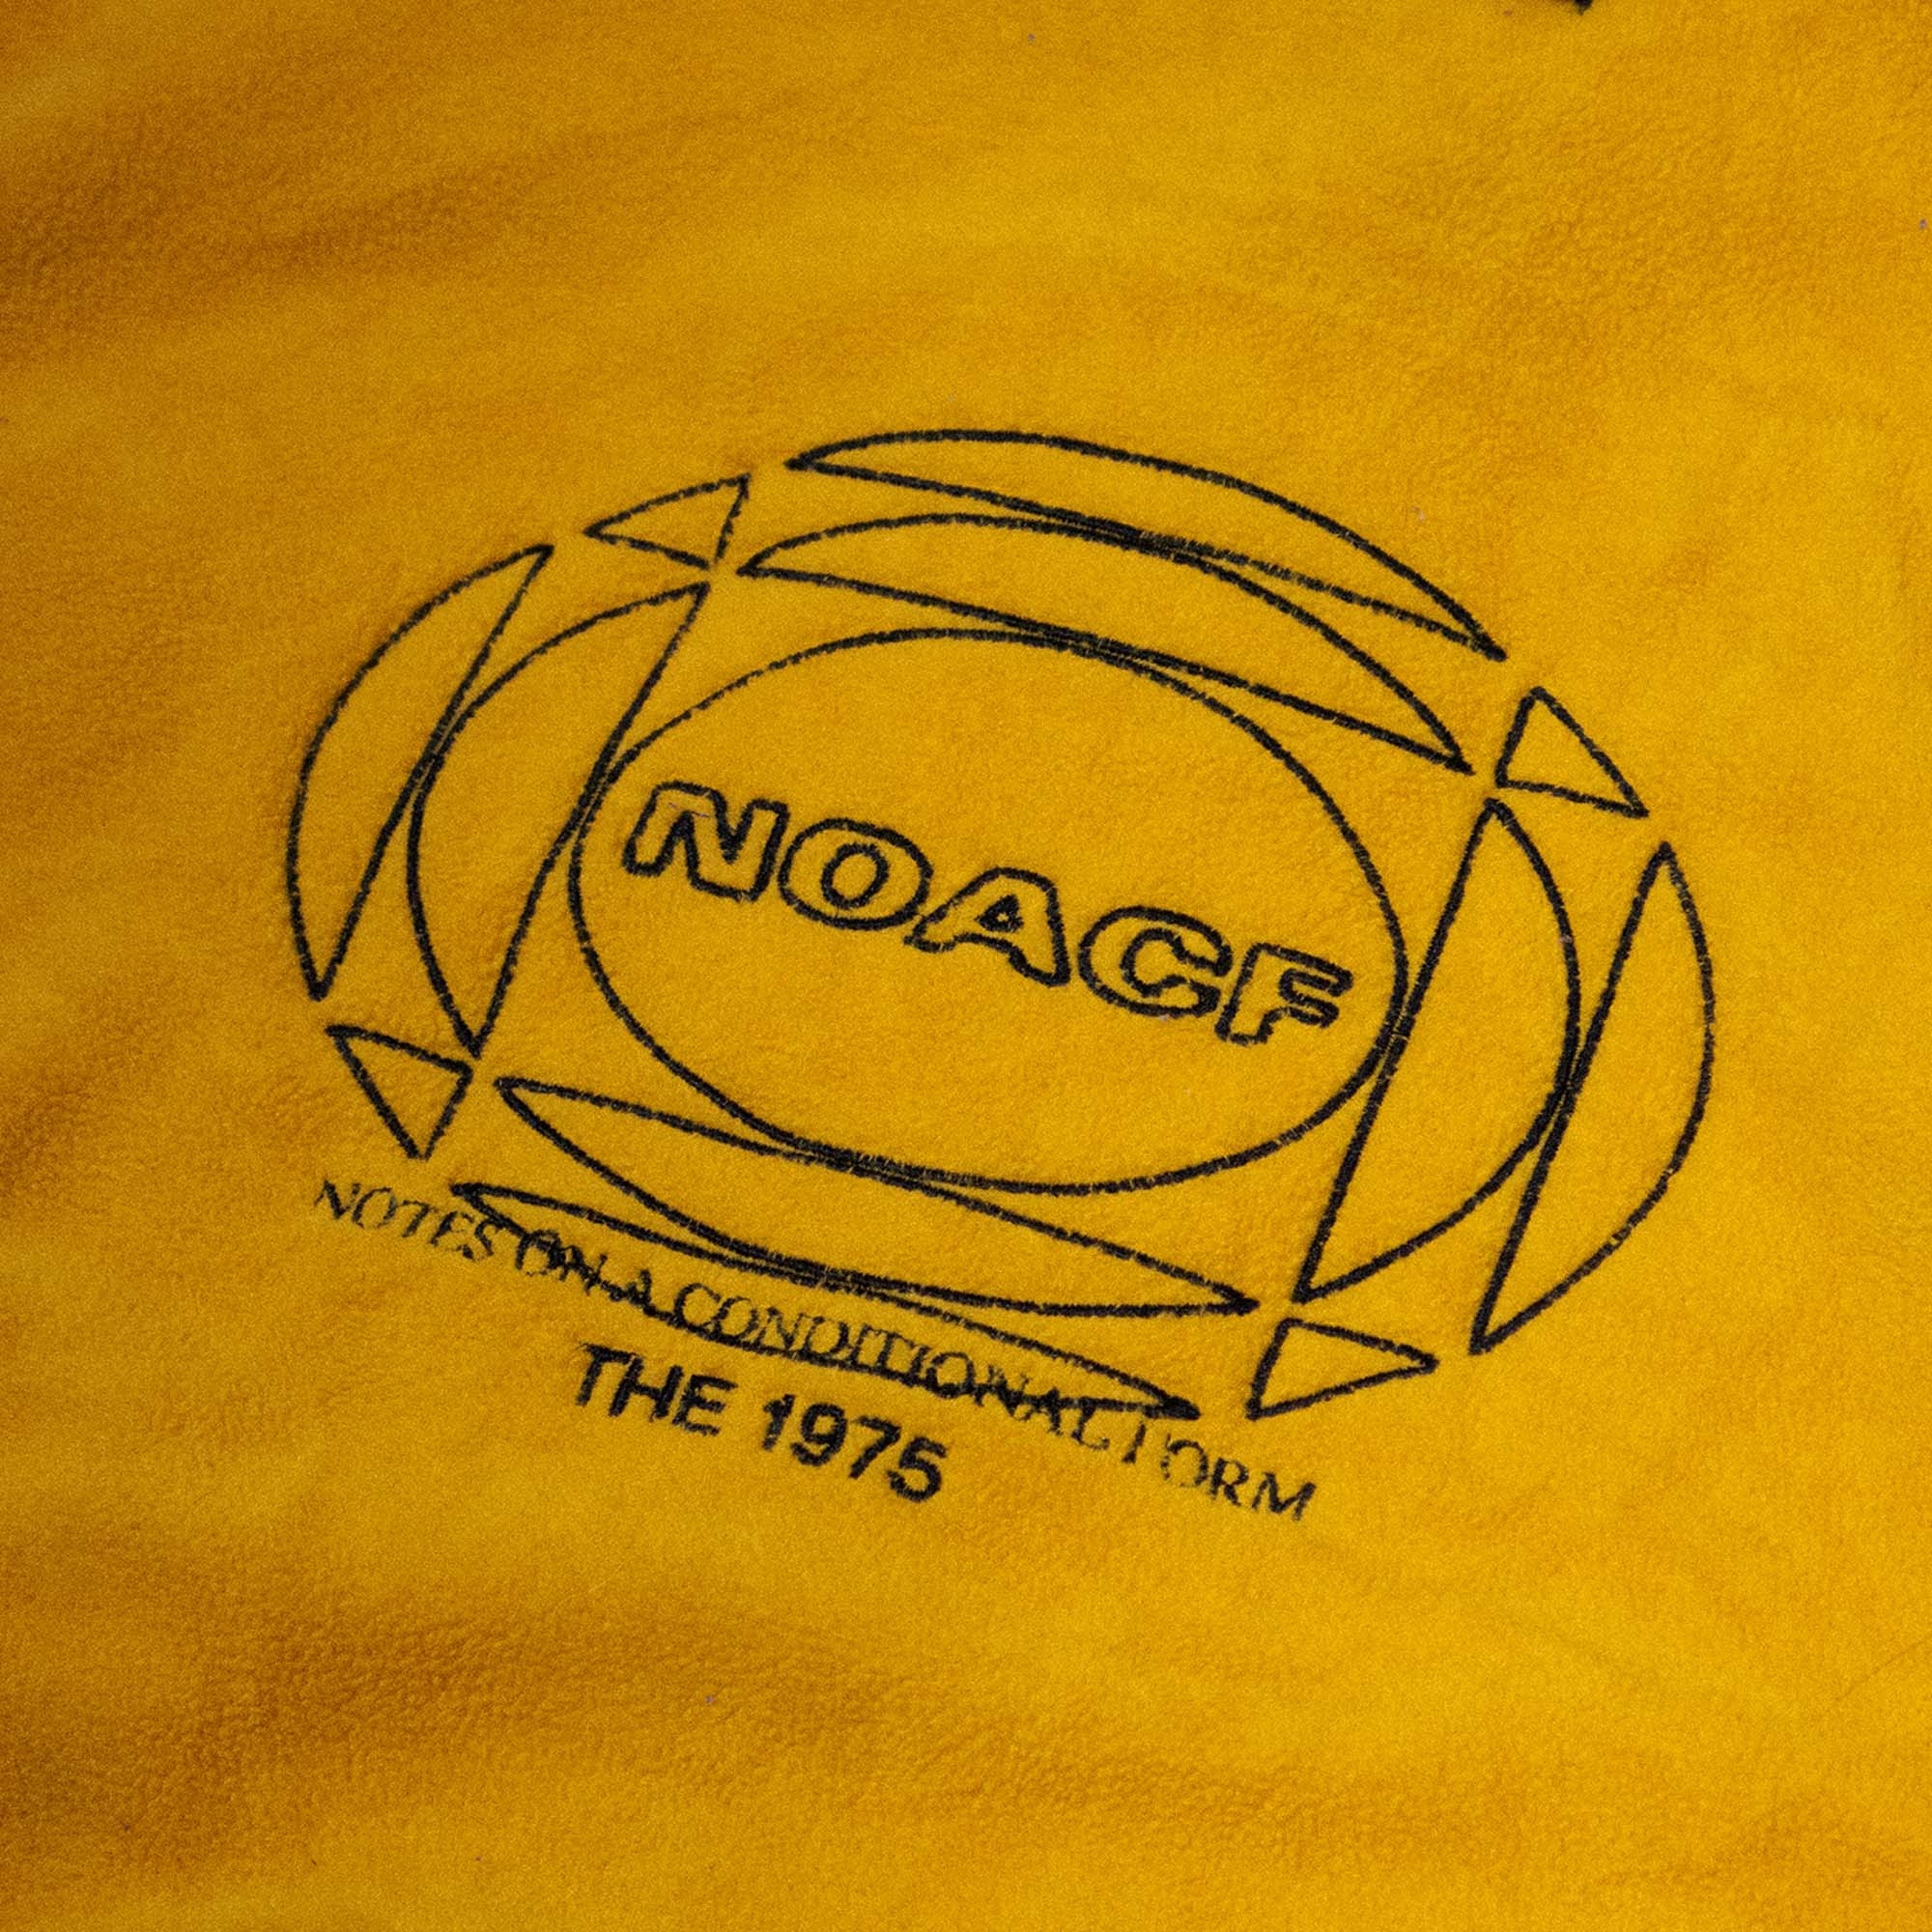 NOACF
NOTES ON A CONDITIONAL FORM
THE 1975